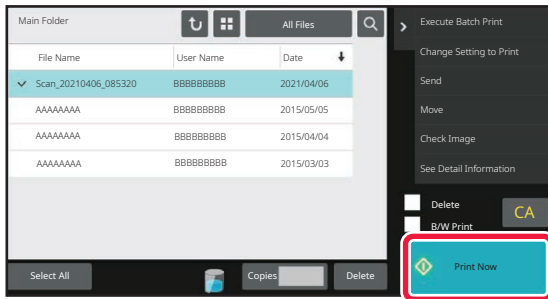 Main Folder
All Files
File Name User Name Date
Scan_20210406_085320 BBBBBBBBB 2021/04/06
AAAAAAAA BBBBBBBBB 2015/05/05
AAAAAAAA BBBBBBBBB 2015/04/04
AAAAAAAA BBBBBBBBB 2015/03/03
Select All
Copies
Delete
Execute Batch Print
Change Setting to Print
Send
Move
Check Image
See Detail Information
Delete
CA
B/W Print
Print Now